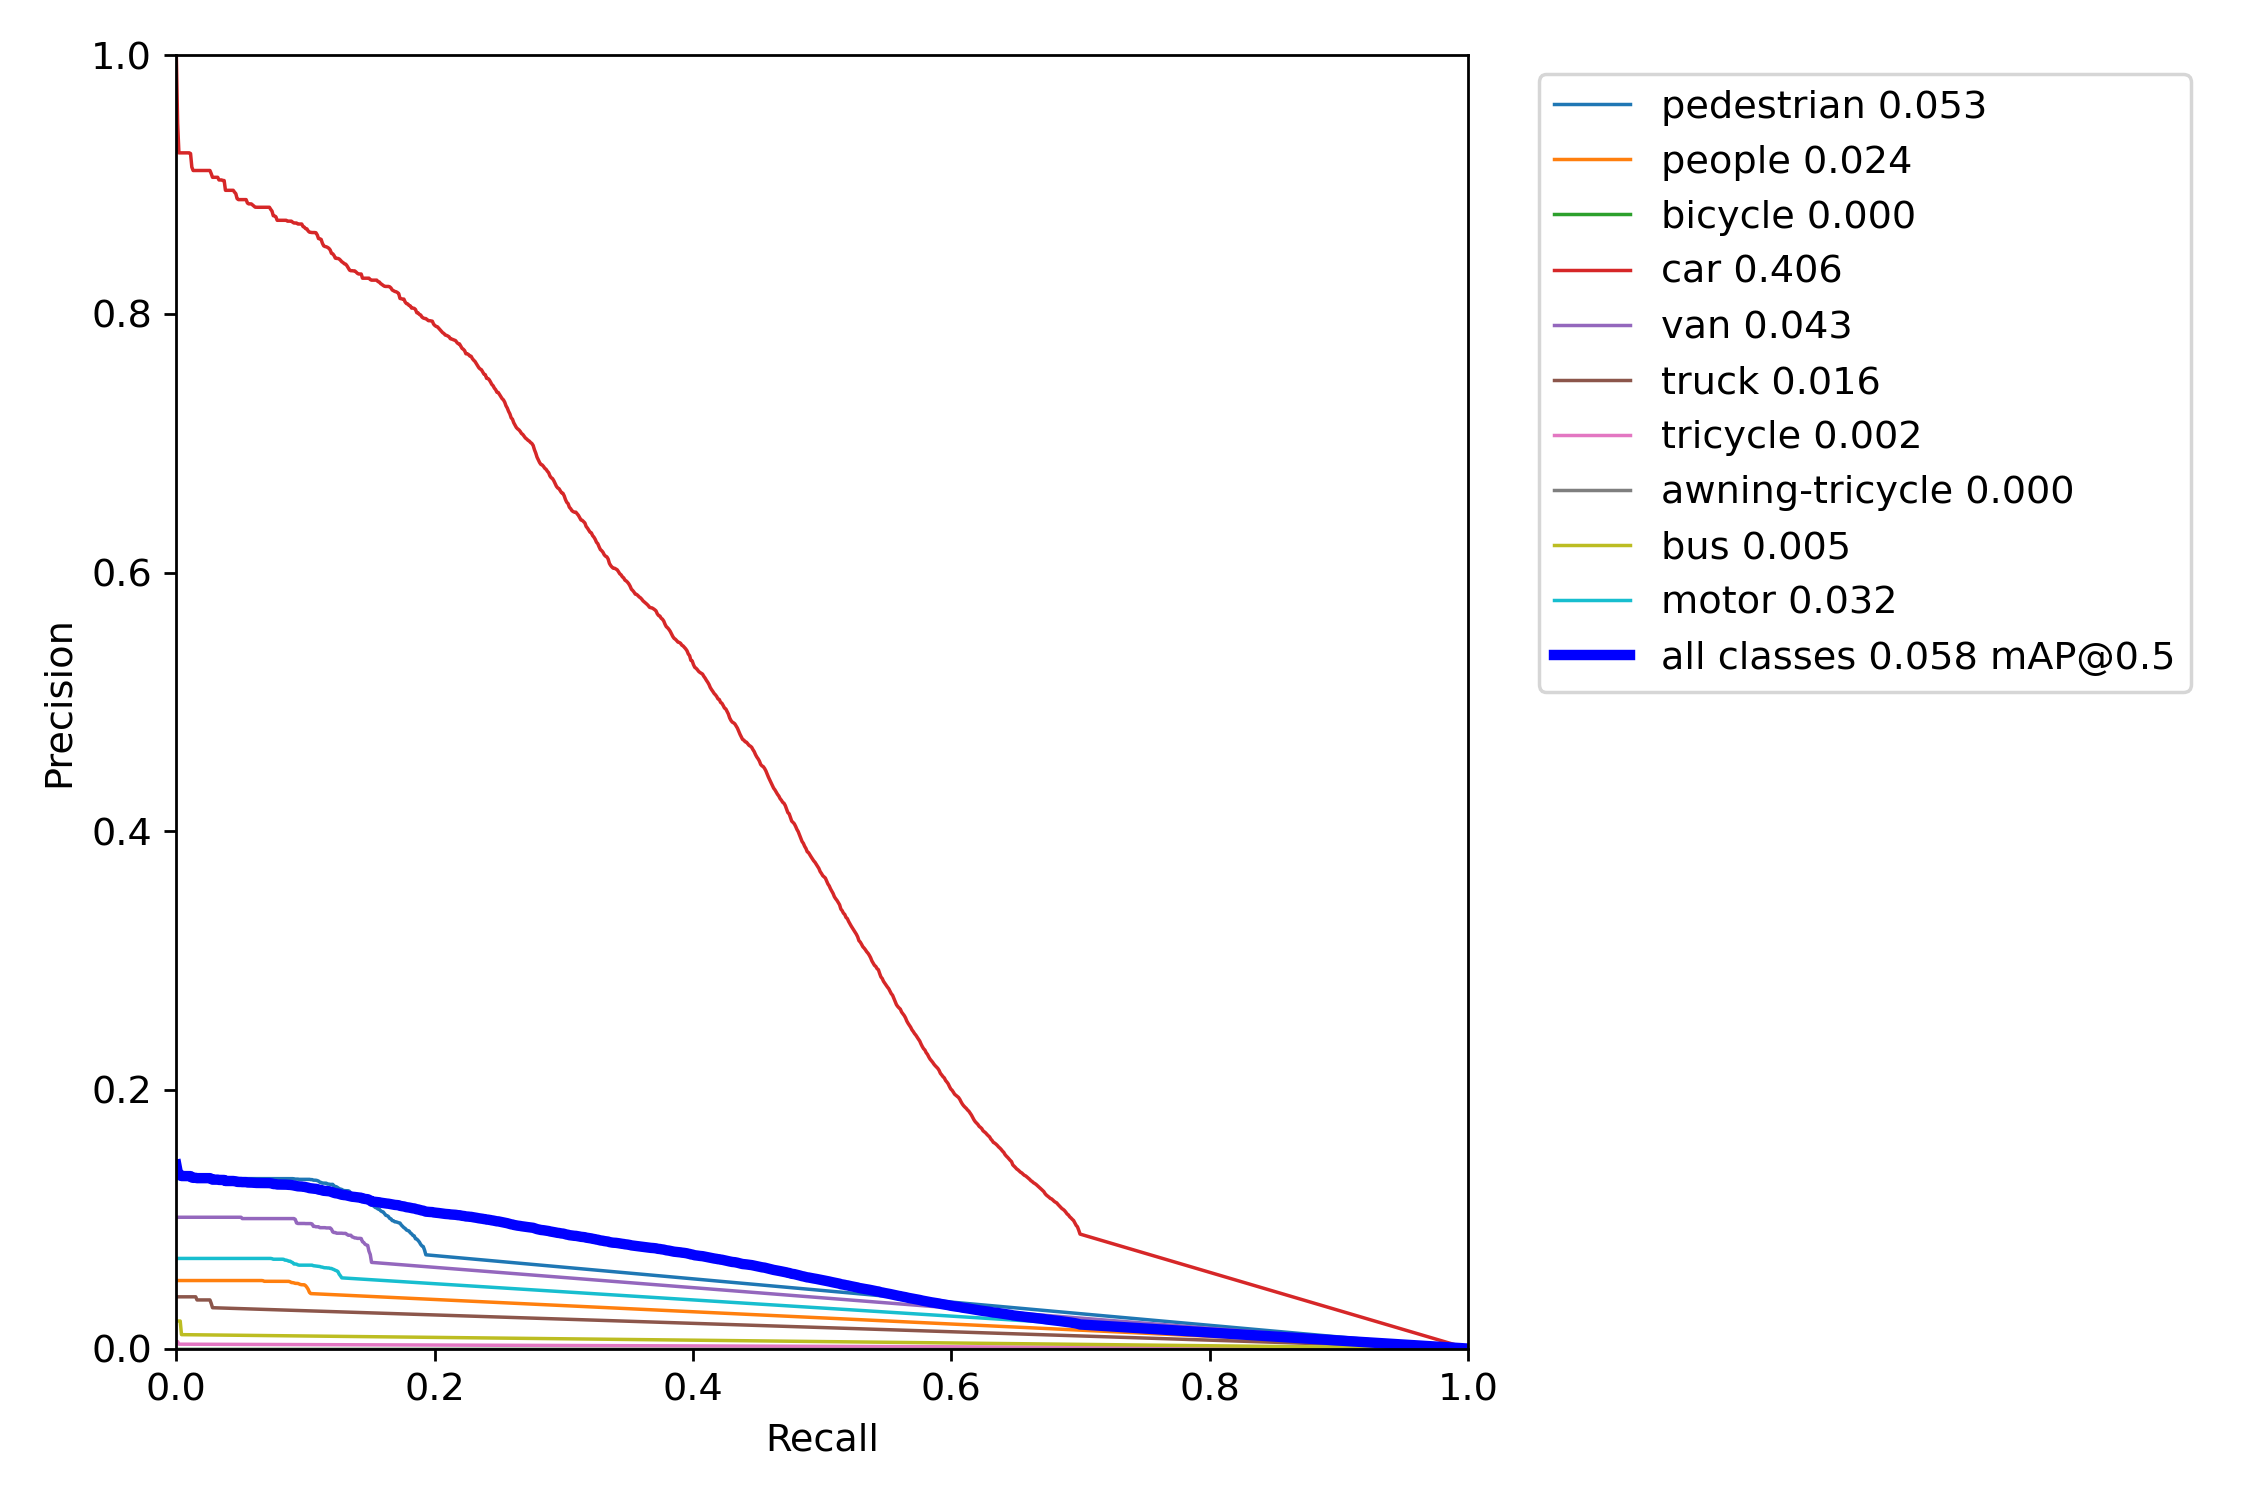 1.0
0.8
0.6
0.4
0.2
0.0
Precision
0.0 0.2 0.4 0.6 0.8 1.0
Recall
pedestrian 0.053
people 0.024
bicycle 0.000
car 0.406
van 0.043
truck 0.016
tricycle 0.002
awning-tricycle 0.000
bus 0.005
motor 0.032
all classes 0.058 mAP@0.5